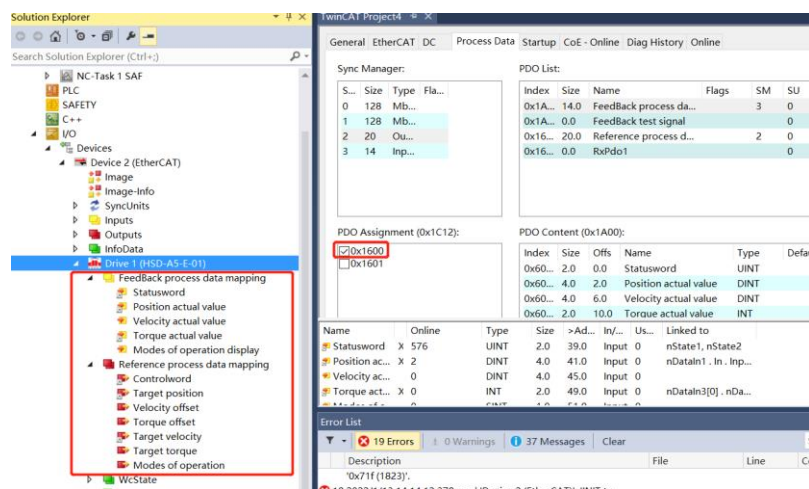 Solution Explorer
TwinCAT Project4
Search Solution Explorer (Ctrl+;)
NC-Task 1 SAF
PLC
SAFETY
C++
I/O
Devices
Device 2 (EtherCAT)
Image
Image-Info
SyncUnits
Inputs
Outputs
InfoData
Drive 1 (HSD-A5-E-01)
FeedBack process data mapping
Statusword
Position actual value
Velocity actual value
Torque actual value
Modes of operation display
Reference process data mapping
Controlword
Target position
Velocity offset
Torque offset
Target velocity
Target torque
Modes of operation
WcState
General EtherCAT DC Process Data Startup CoE - Online Diag History Online
Sync Manager:
S... Size Type Fla...
0 128 Mb...
1 128 Mb...
2 20 Ou...
3 14 Inp...
PDO List:
Index Size Name Flags SM SU
0x1A... 14.0 FeedBack process da... 3 0
0x1A... 0.0 FeedBack test signal 0
0x16... 20.0 Reference process d... 2 0
0x16... 0.0 RxPdo1 0
PDO Assignment (0x1C12):
0x1600
0x1601
PDO Content (0x1A00):
Index Size Offs Name Type Defa
0x60... 2.0 0.0 Statusword UINT
0x60... 4.0 2.0 Position actual value DINT
0x60... 4.0 6.0 Velocity actual value DINT
0x60... 2.0 10.0 Torque actual value INT
Name Online Type Size >Ad... In/... Us... Linked to
Statusword X 576 UINT 2.0 39.0 Input 0 nState1, nState2
Position ac... X 2 DINT 4.0 41.0 Input 0 nDataIn1 . In . Inp...
Velocity ac... 0 DINT 4.0 45.0 Input 0
Torque act... X 0 INT 2.0 49.0 Input 0 nDataIn3[0] . nDa...
Error List
19 Errors 0 Warnings 37 Messages Clear
Description File Line
'0x71f (1823)'.